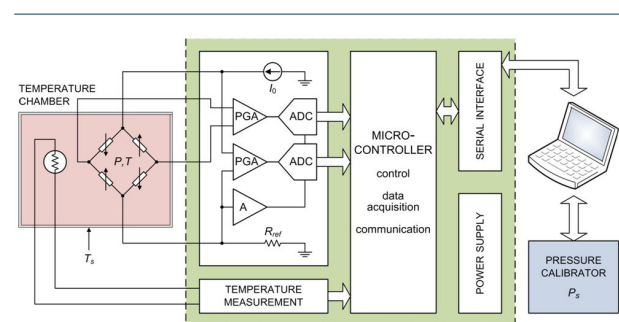 TEMPERATURE
CHAMBER
P,T
Ts
I0
PGA
ADC
PGA
ADC
A
Rref
TEMPERATURE
MEASUREMENT
MICRO-
CONTROLLER
control
data
acquisition
communication
SERIAL INTERFACE
POWER SUPPLY
PRESSURE
CALIBRATOR
Ps